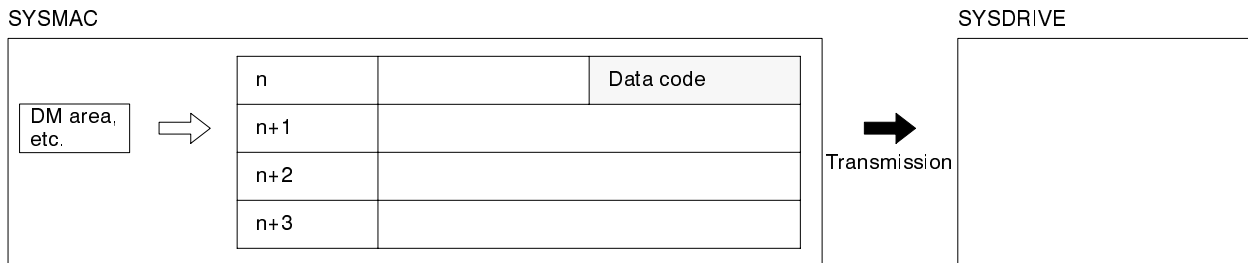 SYSMAC
SYSDRIVE
n
Data code
DM area,
etc.
n+1
Transmission
n+2
n+3